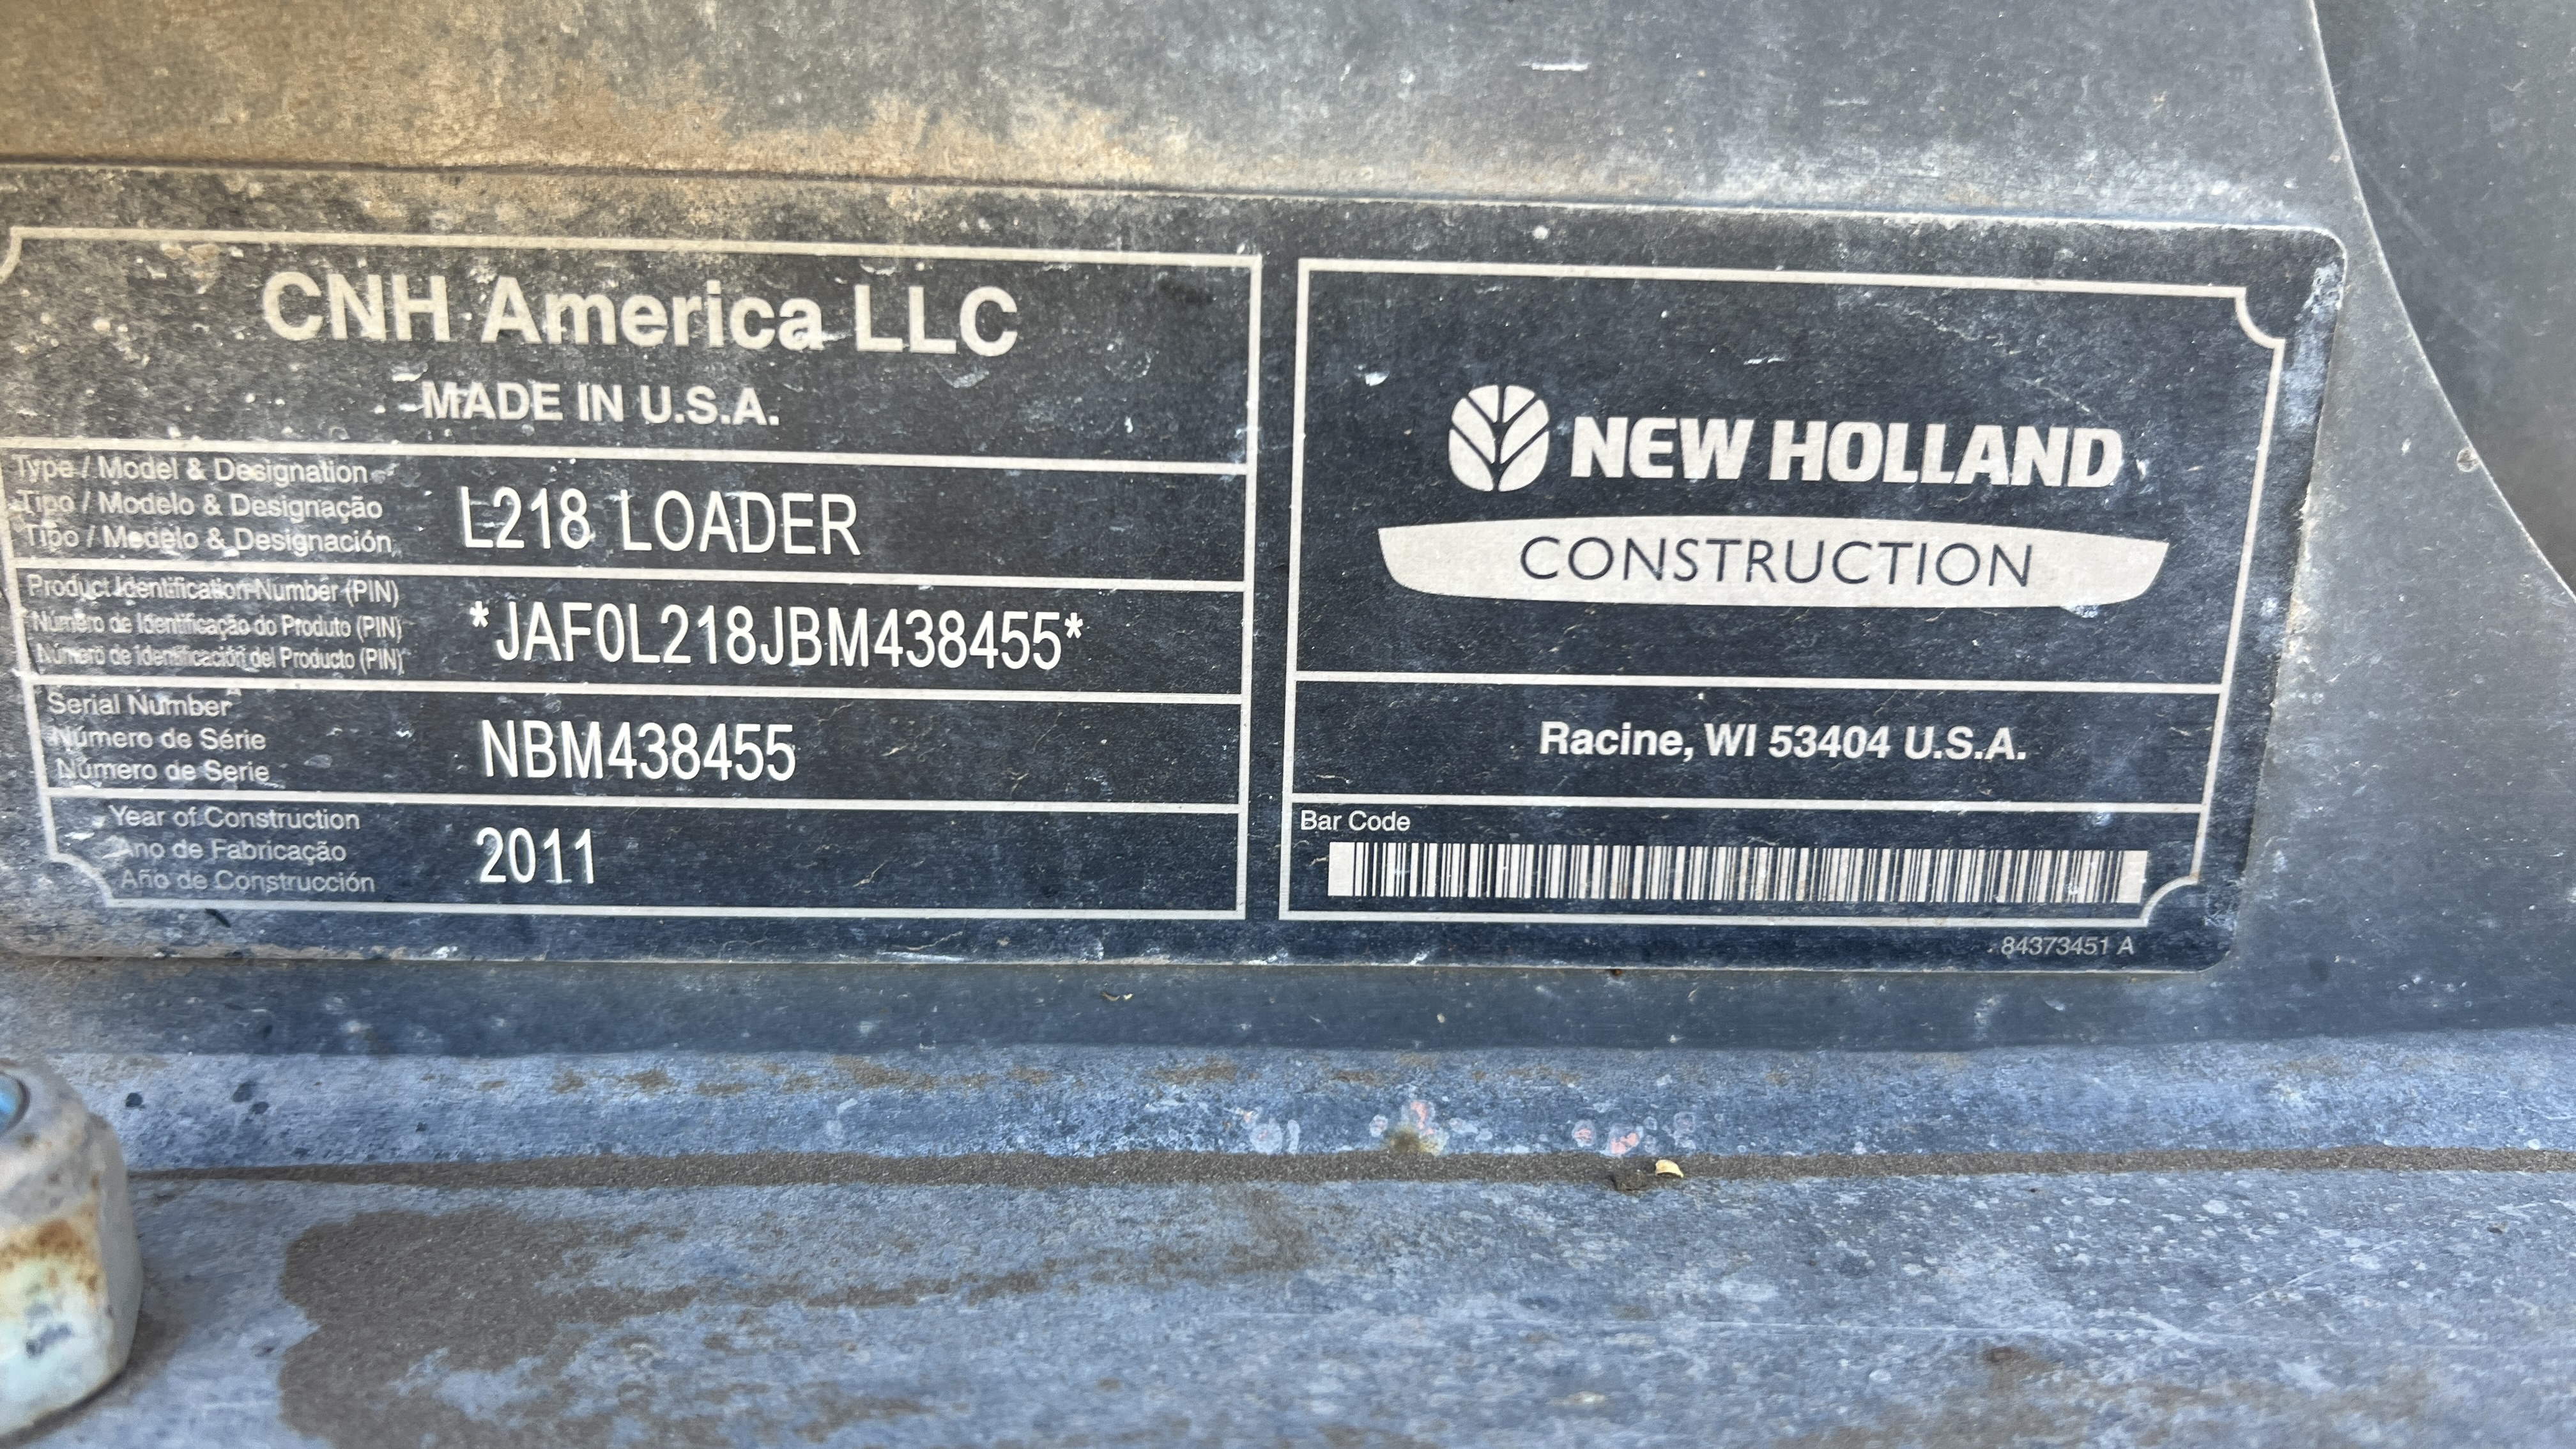 CNH America LLC
MADE IN U.S.A.
Type / Model & Designation
Tipo / Modelo & Designação
Tipo / Modelo & Designación
L218 LOADER
Product Identification Number (PIN)
Número de Identificação do Produto (PIN)
Número de Identificación del Producto (PIN)
*JAF0L218JBM438455*
Serial Number
Número de Série
Número de Serie
NBM438455
Year of Construction
Ano de Fabricação
Año de Construcción
2011
NEW HOLLAND
CONSTRUCTION
Racine, WI 53404 U.S.A.
Bar Code
84373451 A